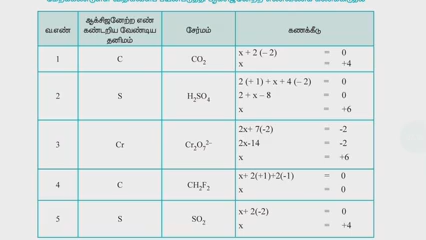 வ.எண்
ஆக்சிஜனேற்ற எண்
கண்டறிய வேண்டிய
தனிமம்
சேர்மம்
கணக்கீடு
1 C CO₂ x + 2 (– 2) = 0
x = +4
2 S H₂SO₄ 2 (+ 1) + x + 4 (– 2) = 0
2 + x – 8 = 0
x = +6
3 Cr Cr₂O₇²⁻ 2x+ 7(-2) = -2
2x-14 = -2
x = +6
4 C CH₂F₂ x+ 2(+1)+2(-1) = 0
x = 0
5 S SO₂ x+ 2(-2) = 0
x = +4